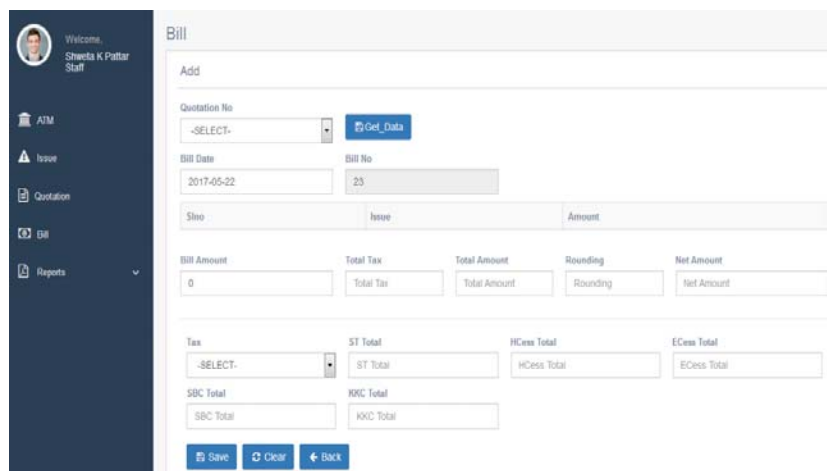 Welcome,
Shweta K Pattar
Staff
ATM
Issue
Quotation
Bill
Reports
Bill
Add
Quotation No
-SELECT-
Get_Data
Bill Date
Bill No
2017-05-22
23
Slno
Issue
Amount
Bill Amount
Total Tax
Total Amount
Rounding
Net Amount
0
Total Tax
Total Amount
Rounding
Net Amount
Tax
ST Total
HCess Total
ECess Total
-SELECT-
ST Total
HCess Total
ECess Total
SBC Total
KKC Total
SBC Total
KKC Total
Save
Clear
Back